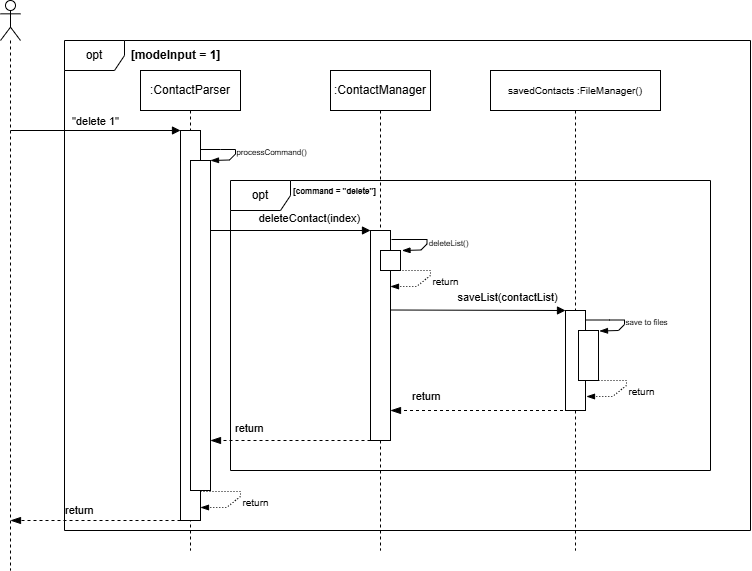 opt
[modeInput = 1]
:ContactParser
:ContactManager
savedContacts :FileManager()
"delete 1"
processCommand()
opt
[command = "delete"]
deleteContact(index)
deleteList()
return
saveList(contactList)
save to files
return
return
return
return
return